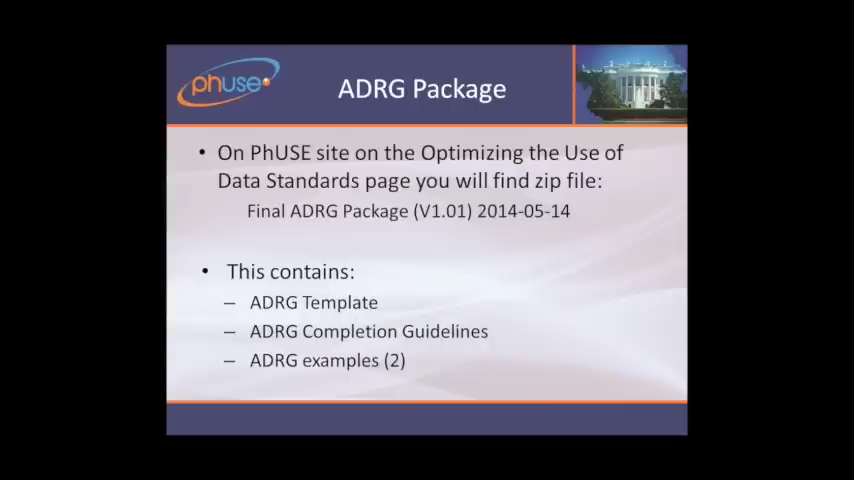 phuse
ADRG Package
• On PhUSE site on the Optimizing the Use of
Data Standards page you will find zip file:
Final ADRG Package (V1.01) 2014-05-14
• This contains:
– ADRG Template
– ADRG Completion Guidelines
– ADRG examples (2)